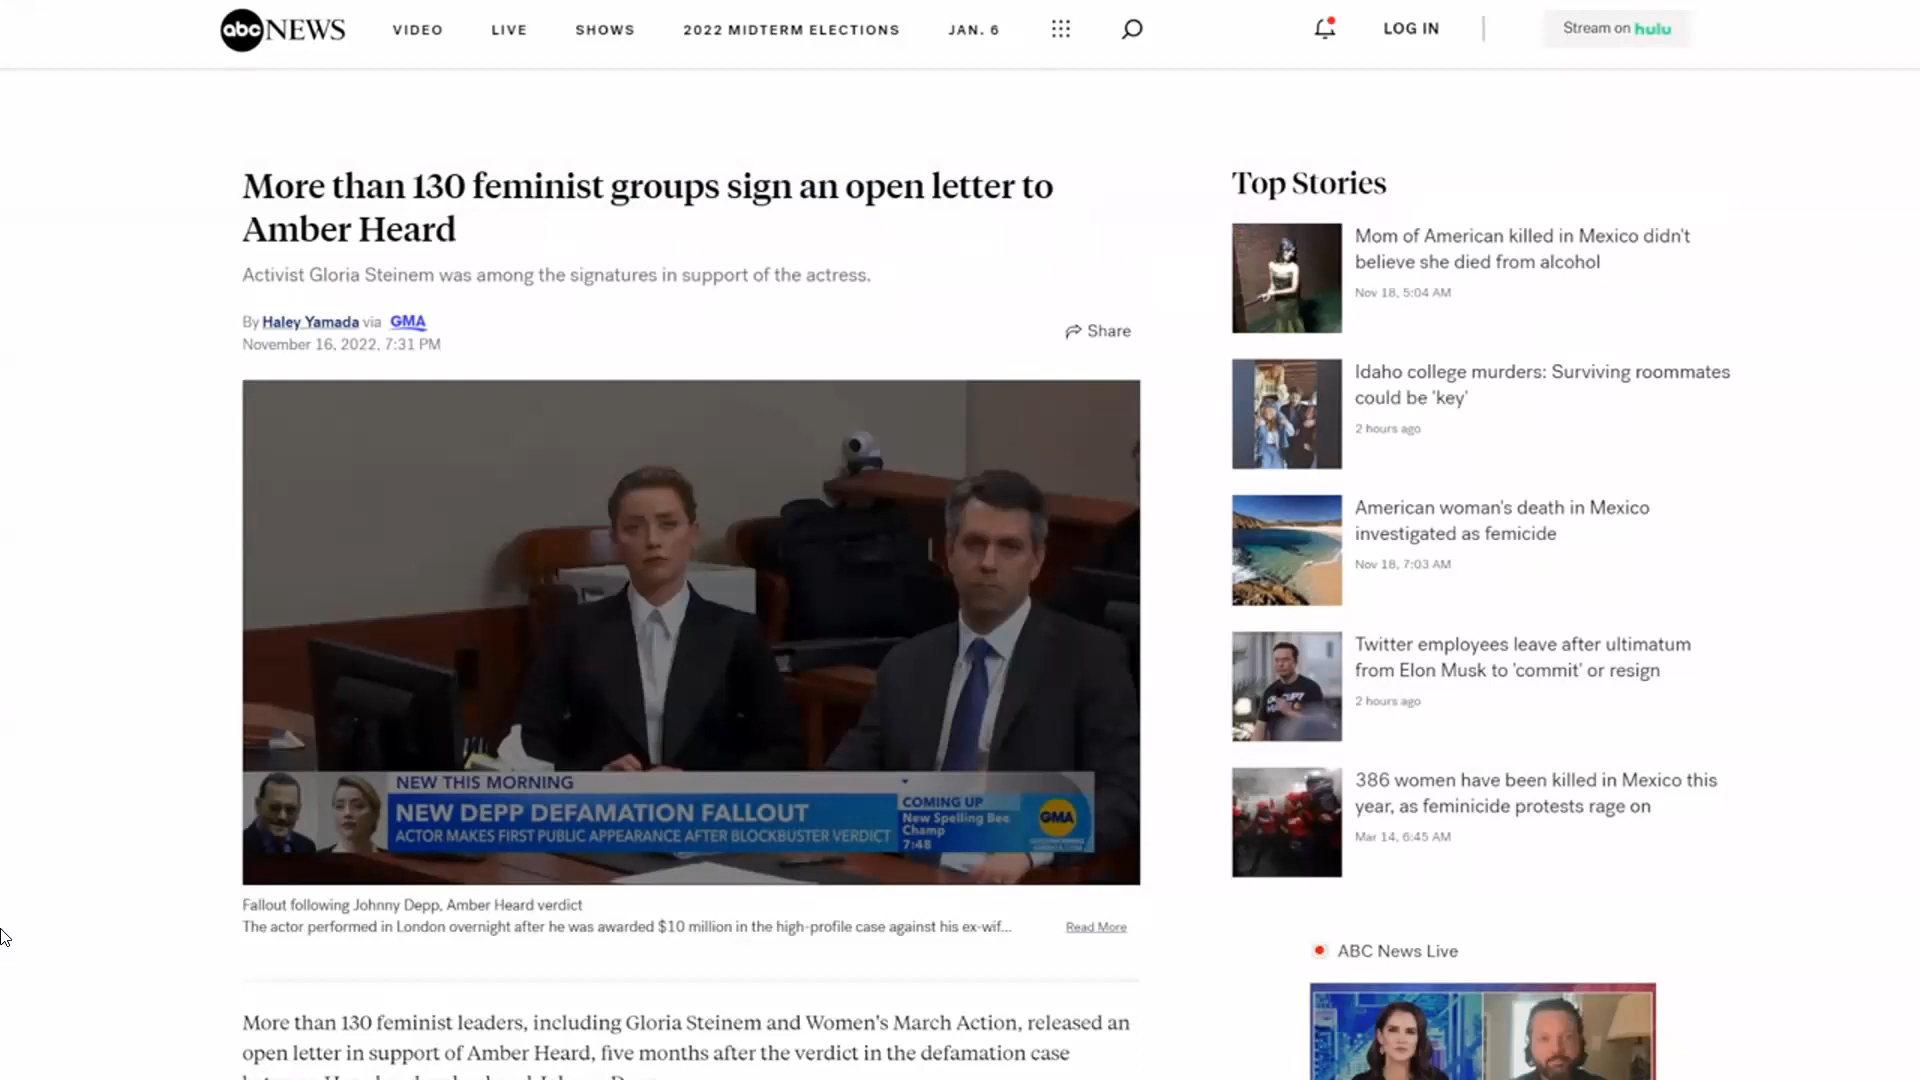 abc NEWS
VIDEO
LIVE
SHOWS
2022 MIDTERM ELECTIONS
JAN. 6
LOG IN
Stream on hulu
More than 130 feminist groups sign an open letter to
Amber Heard
Activist Gloria Steinem was among the signatures in support of the actress.
By Haley Yamada via GMA
November 16, 2022, 7:31 PM
Share
NEW THIS MORNING
NEW DEPP DEFAMATION FALLOUT
ACTOR MAKES FIRST PUBLIC APPEARANCE AFTER BLOCKBUSTER VERDICT
COMING UP
New Spelling Bee
Champ
7:48
GMA
Fallout following Johnny Depp, Amber Heard verdict
The actor performed in London overnight after he was awarded $10 million in the high-profile case against his ex-wif...
Read More
More than 130 feminist leaders, including Gloria Steinem and Women's March Action, released an
open letter in support of Amber Heard, five months after the verdict in the defamation case
Top Stories
Mom of American killed in Mexico didn't
believe she died from alcohol
Nov 18, 5:04 AM
Idaho college murders: Surviving roommates
could be 'key'
2 hours ago
American woman's death in Mexico
investigated as femicide
Nov 18, 7:03 AM
Twitter employees leave after ultimatum
from Elon Musk to 'commit' or resign
2 hours ago
386 women have been killed in Mexico this
year, as feminicide protests rage on
Mar 14, 6:45 AM
ABC News Live